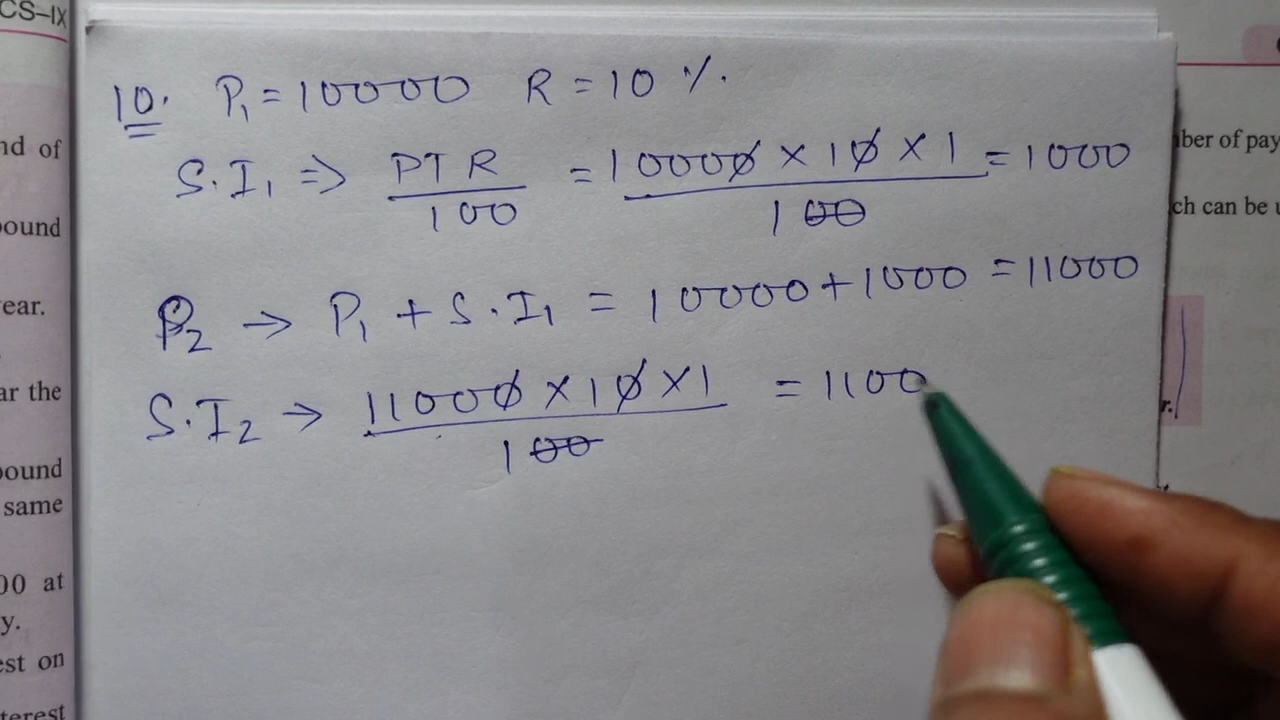 CS–IX
nd of
ound
ear.
ar the
ound
same
00 at
y.
est on
terest
10. P₁ = 10000 R = 10 %.
S.I₁ ⇒ PTR / 100 = 10000 × 10 × 1 / 100 = 1000
P₂ → P₁ + S.I₁ = 10000 + 1000 = 11000
S.I₂ → 11000 × 10 × 1 / 100 = 1100
ber of pay
ch can be u
r.